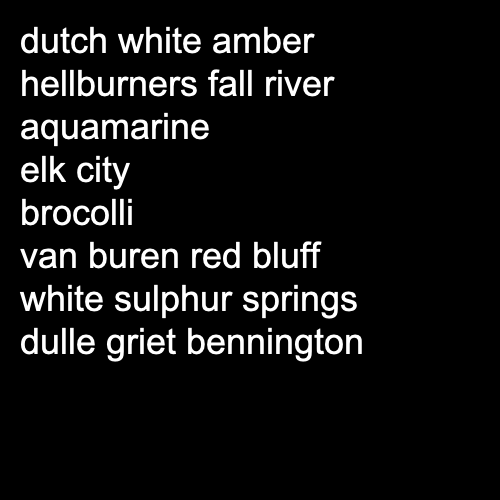 dutch white amber
hellburners fall river
aquamarine
elk city
brocolli
van buren red bluff
white sulphur springs
dulle griet bennington